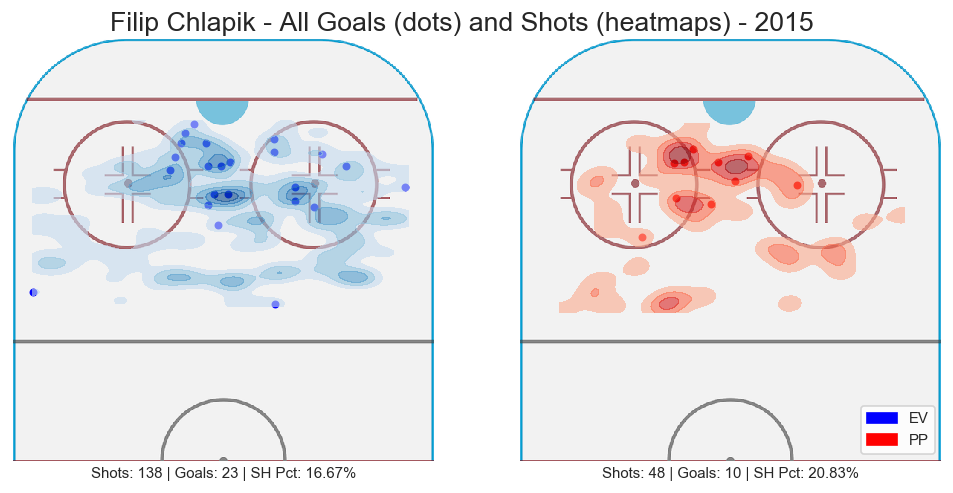 Filip Chlapik - All Goals (dots) and Shots (heatmaps) - 2015
EV
PP
Shots: 138 | Goals: 23 | SH Pct: 16.67%
Shots: 48 | Goals: 10 | SH Pct: 20.83%